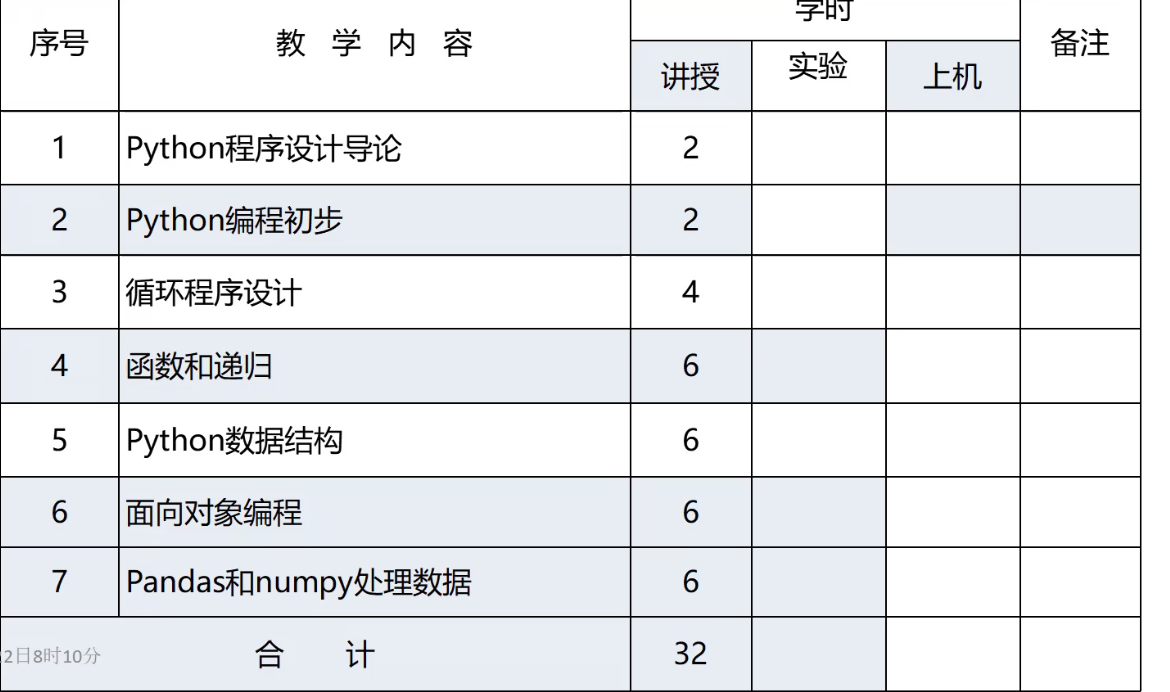 学时
序号 教 学 内 容 备注
讲授 实验 上机
1 Python程序设计导论 2
2 Python编程初步 2
3 循环程序设计 4
4 函数和递归 6
5 Python数据结构 6
6 面向对象编程 6
7 Pandas和numpy处理数据 6
合 计 32
2日8时10分